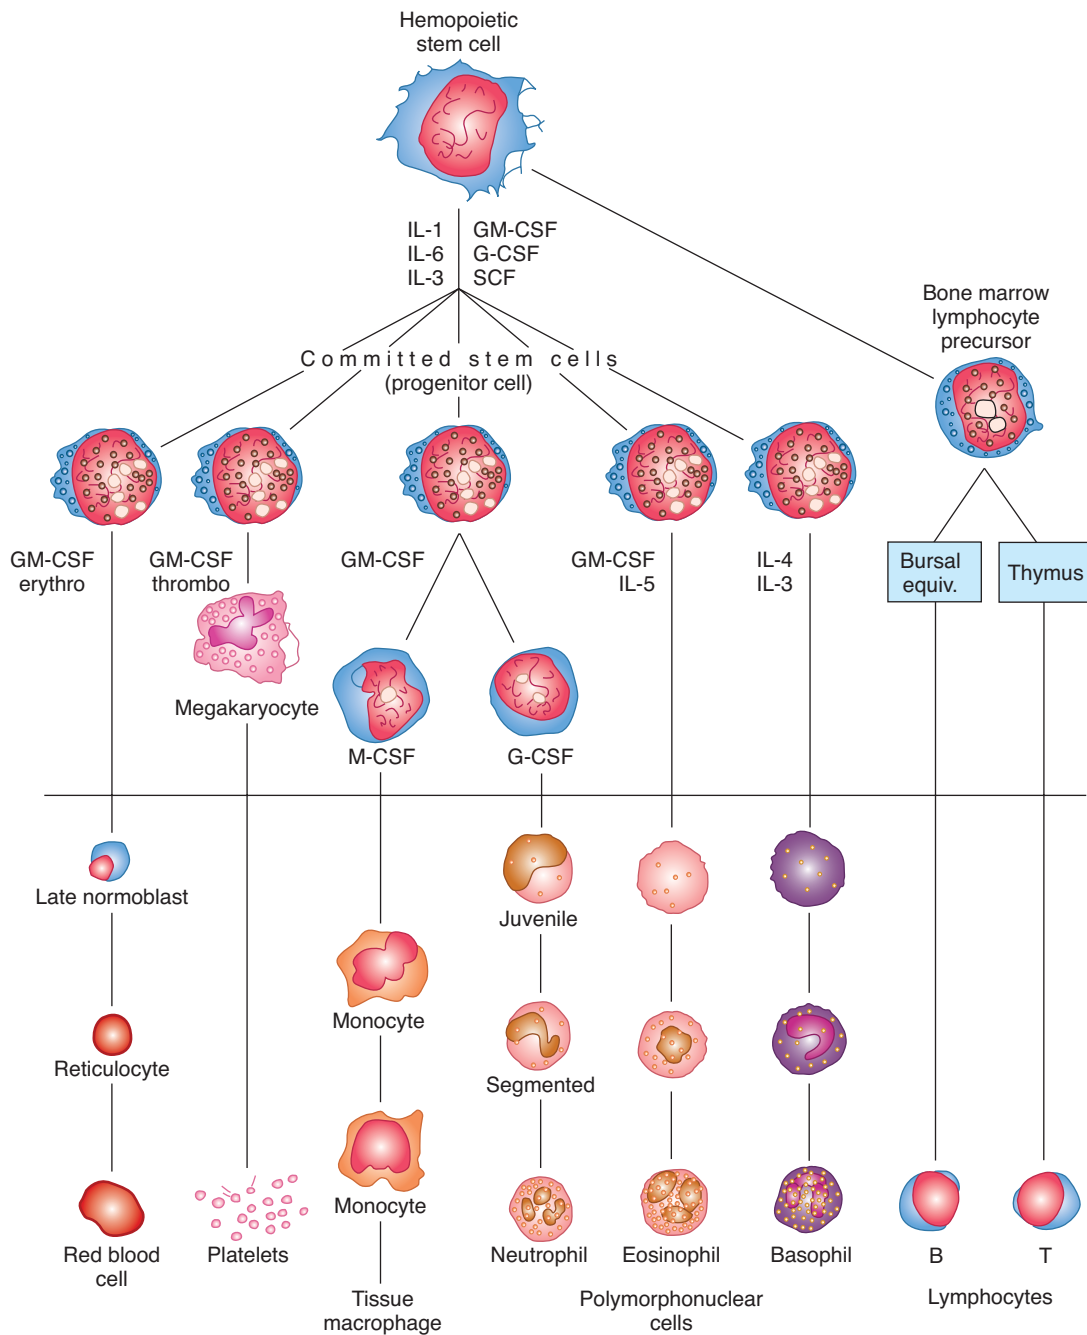 Hemopoietic
stem cell
IL-1 GM-CSF
IL-6 G-CSF
IL-3 SCF
Bone marrow
lymphocyte
precursor
Committed stem cells
(progenitor cell)
GM-CSF
erythro
GM-CSF
thrombo
GM-CSF
GM-CSF
IL-5
IL-4
IL-3
Bursal
equiv.
Thymus
Megakaryocyte
M-CSF
G-CSF
Late normoblast
Juvenile
Monocyte
Reticulocyte
Segmented
Monocyte
Red blood
cell
Platelets
Neutrophil
Eosinophil
Basophil
B
T
Tissue
macrophage
Polymorphonuclear
cells
Lymphocytes